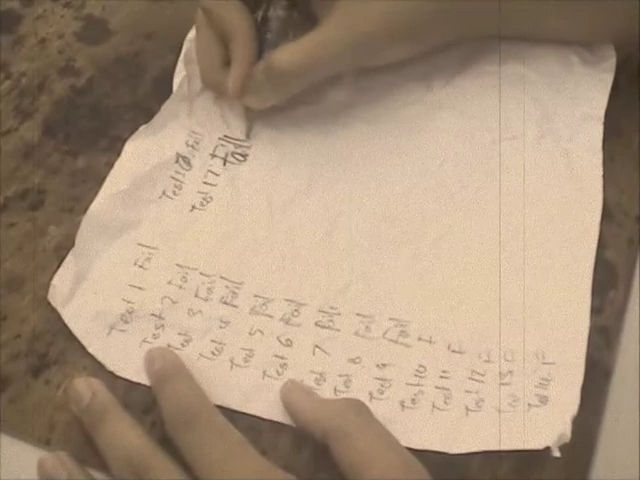 Test 1 Fail
Test 2 Fail
Test 3 Fail
Test 4 Fail
Test 5 Fail
Test 6 Fail
Test 7 Fail
Test 8 Fail
Test 9 Fail
Test 10 F
Test 11 F
Test 12 F
Test 13 F
Test 14 F
Test Fail
Test 17 Fail